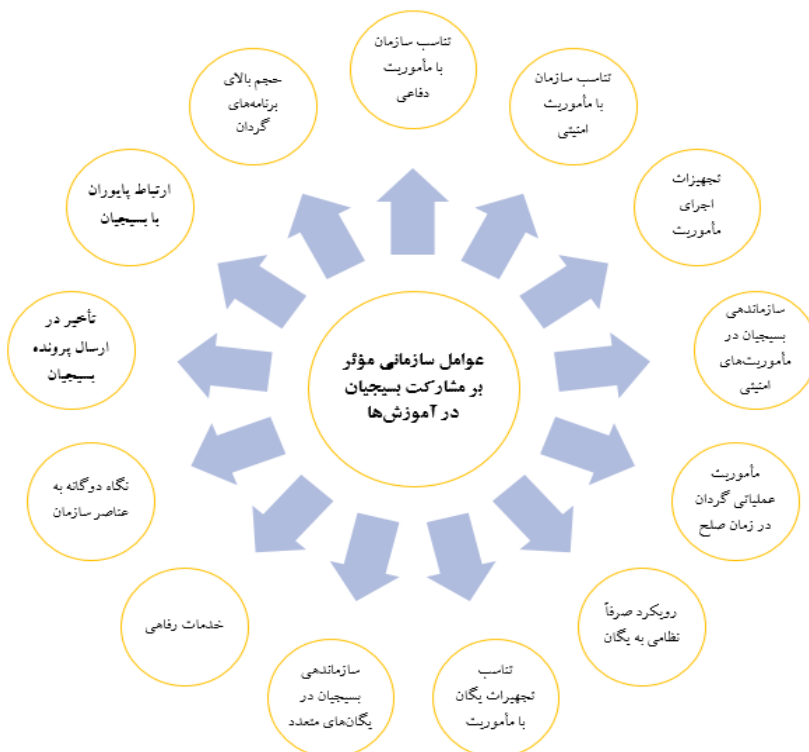 عوامل سازمانی مؤثر
بر مشارکت بسیجیان
در آموزش‌ها
تناسب سازمان
با مأموریت
دفاعی
تناسب سازمان
با مأموریت
امنیتی
تجهیزات
اجرای
مأموریت
سازماندهی
بسیجیان در
مأموریت‌های
امنیتی
مأموریت
عملیاتی گردان
در زمان صلح
رویکرد صرفاً
نظامی به یگان
تناسب
تجهیزات یگان
با مأموریت
سازماندهی
بسیجیان در
یگان‌های متعدد
خدمات رفاهی
نگاه دوگانه به
عناصر سازمان
تأخیر در
ارسال پرونده
بسیجیان
ارتباط پایوران
با بسیجیان
حجم بالای
برنامه‌های
گردان